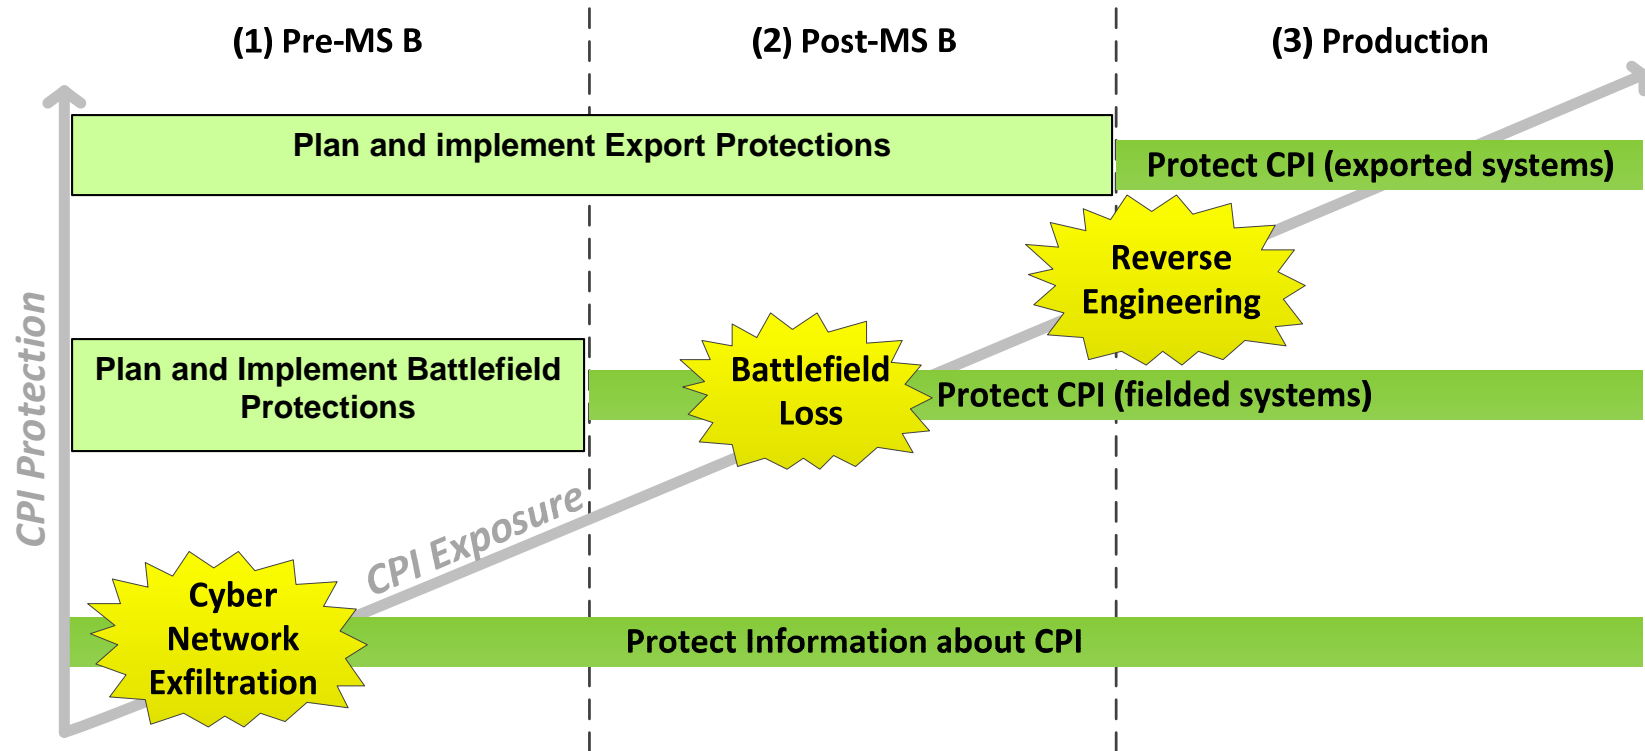 (1) Pre-MS B
(2) Post-MS B
(3) Production
Plan and implement Export Protections
Protect CPI (exported systems)
Reverse
Engineering
CPI Protection
Plan and Implement Battlefield
Protections
Battlefield
Loss
Protect CPI (fielded systems)
CPI Exposure
Cyber
Network
Exfiltration
Protect Information about CPI